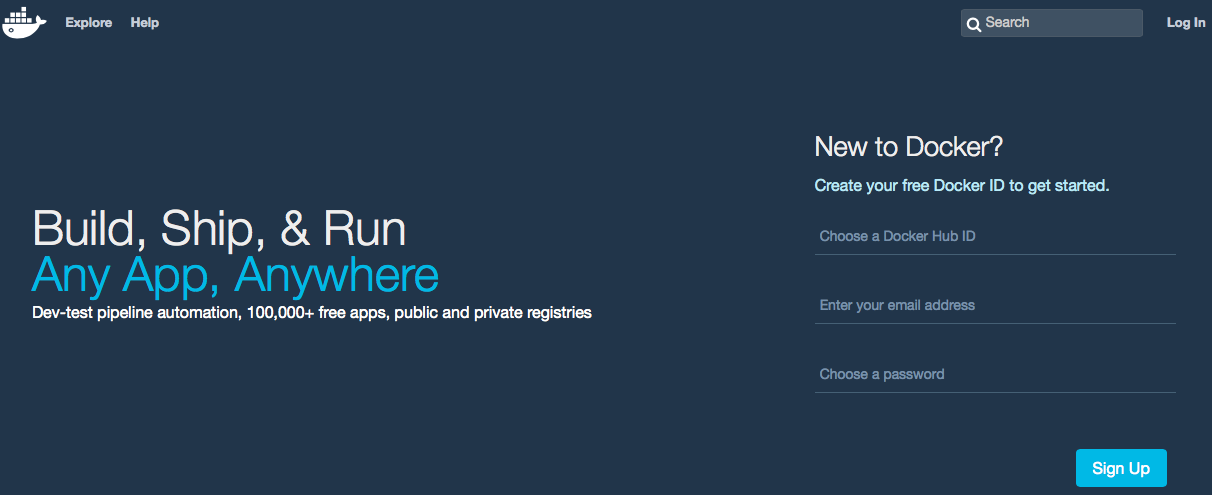 Explore Help Search Log In
Build, Ship, & Run
Any App, Anywhere
Dev-test pipeline automation, 100,000+ free apps, public and private registries
New to Docker?
Create your free Docker ID to get started.
Choose a Docker Hub ID
Enter your email address
Choose a password
Sign Up